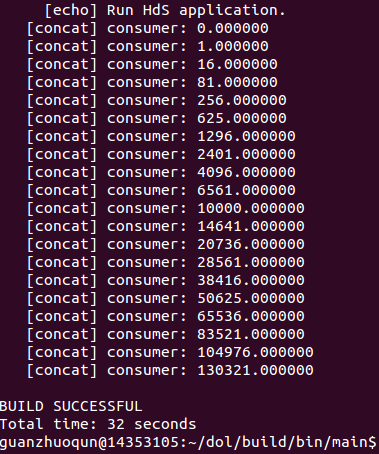 [echo] Run HdS application.
[concat] consumer: 0.000000
[concat] consumer: 1.000000
[concat] consumer: 16.000000
[concat] consumer: 81.000000
[concat] consumer: 256.000000
[concat] consumer: 625.000000
[concat] consumer: 1296.000000
[concat] consumer: 2401.000000
[concat] consumer: 4096.000000
[concat] consumer: 6561.000000
[concat] consumer: 10000.000000
[concat] consumer: 14641.000000
[concat] consumer: 20736.000000
[concat] consumer: 28561.000000
[concat] consumer: 38416.000000
[concat] consumer: 50625.000000
[concat] consumer: 65536.000000
[concat] consumer: 83521.000000
[concat] consumer: 104976.000000
[concat] consumer: 130321.000000
BUILD SUCCESSFUL
Total time: 32 seconds
guanzhuoqun@14353105:~/dol/build/bin/main$